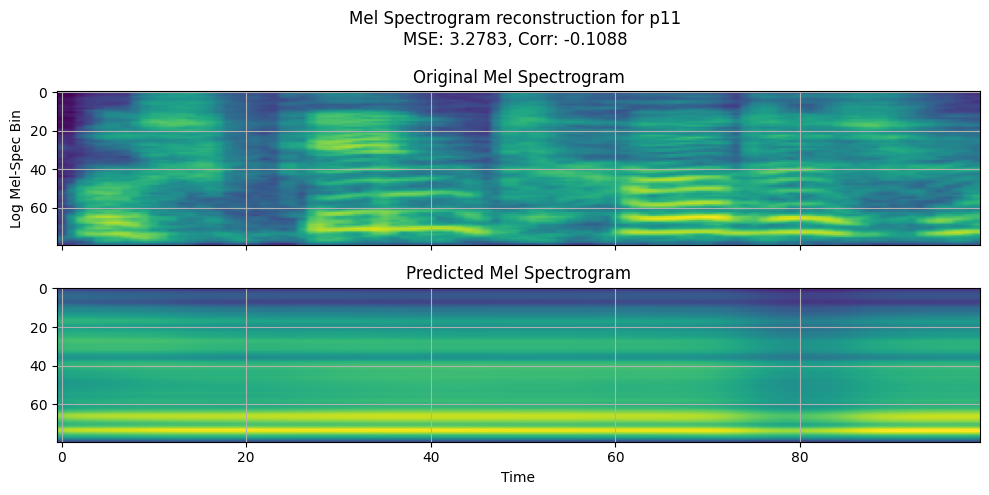 Mel Spectrogram reconstruction for p11
MSE: 3.2783, Corr: -0.1088
Original Mel Spectrogram
Log Mel-Spec Bin
0
20
40
60
Predicted Mel Spectrogram
0
20
40
60
0 20 40 60 80
Time